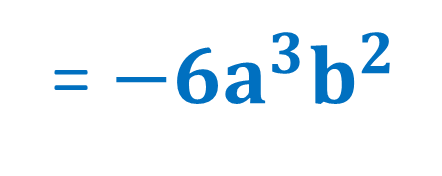 = −6a³b²